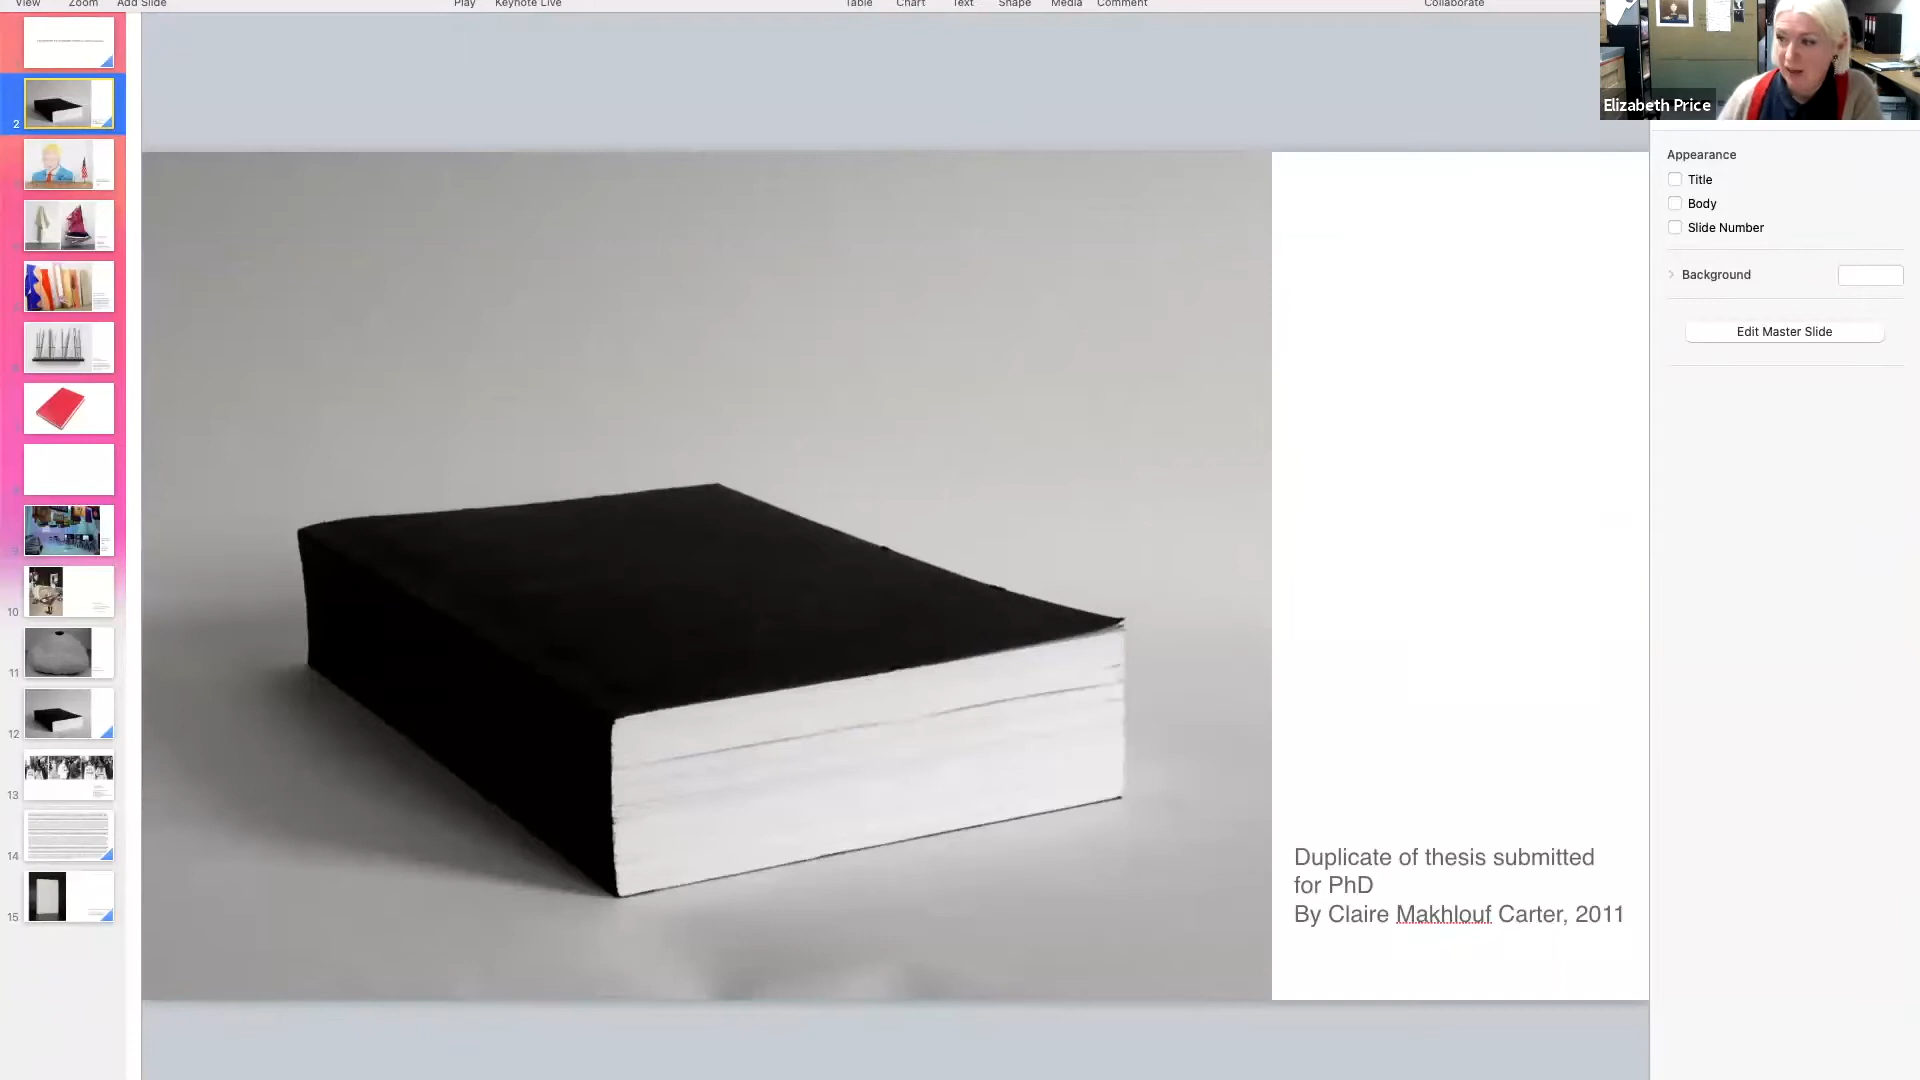 View Zoom Add Slide Play Keynote Live Table Chart Text Shape Media Comment Collaborate
Elizabeth Price
2
9
10
11
12
13
14
15
Duplicate of thesis submitted
for PhD
By Claire Makhlouf Carter, 2011
Appearance
Title
Body
Slide Number
Background
Edit Master Slide